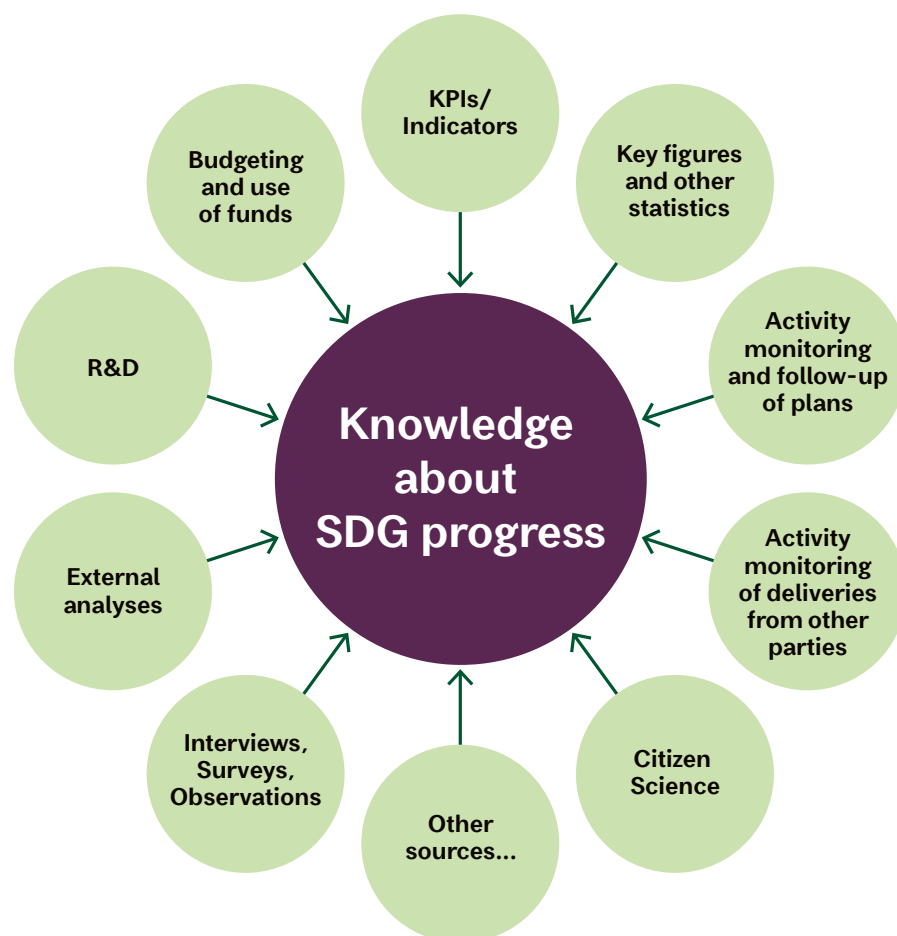 KPIs/
Indicators
Key figures
and other
statistics
Activity
monitoring
and follow-up
of plans
Activity
monitoring
of deliveries
from other
parties
Citizen
Science
Other
sources...
Interviews,
Surveys,
Observations
External
analyses
R&D
Budgeting
and use
of funds
Knowledge
about
SDG progress